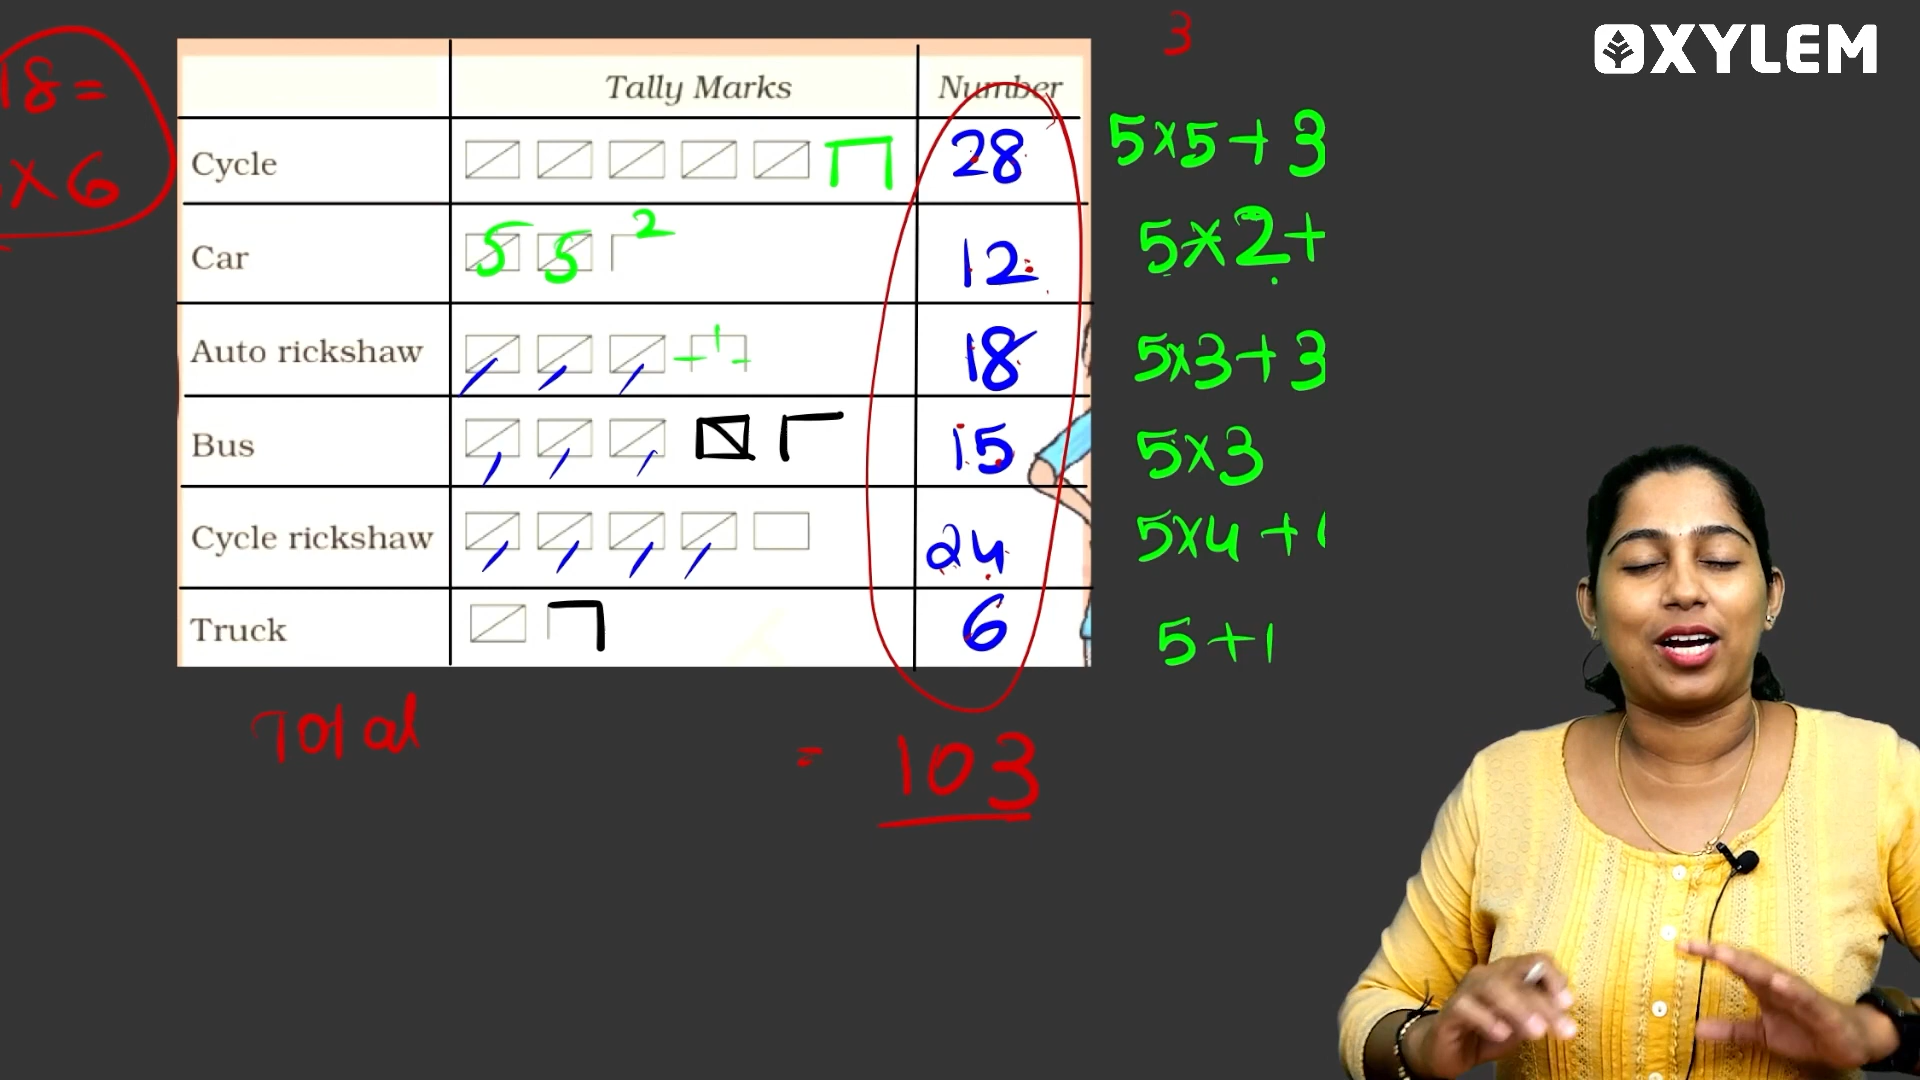 XYLEM
3
18 =
×6
Tally Marks Number
Cycle 28 5×5+3
Car 5 5 2 12 5×2+
Auto rickshaw 18 5×3+3
Bus 15 5×3
Cycle rickshaw 24 5×4+
Truck 6 5+1
Total = 103